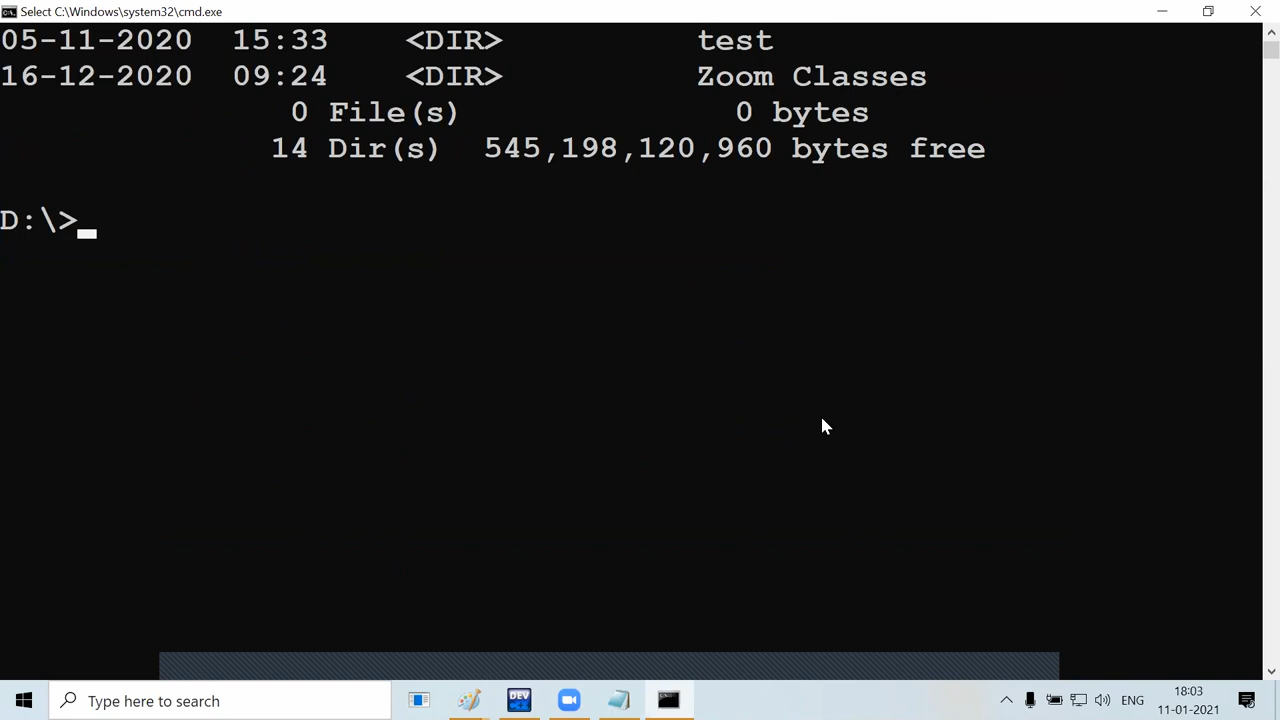 Select C:\Windows\system32\cmd.exe
05-11-2020 15:33 <DIR> test
16-12-2020 09:24 <DIR> Zoom Classes
0 File(s) 0 bytes
14 Dir(s) 545,198,120,960 bytes free
D:\>
Type here to search
DEV
C++
ENG
18:03
11-01-2021